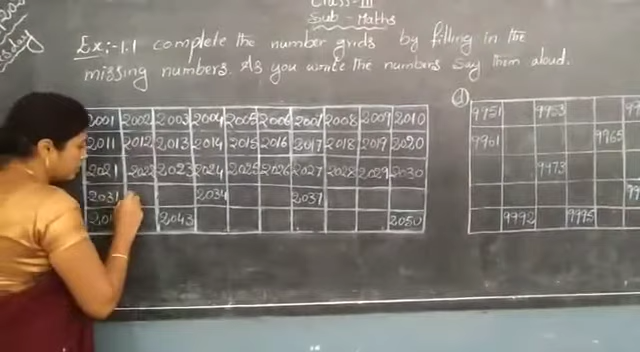 Class-III
Sub - Maths
Ex:-1.1 complete the number grids by filling in the
missing numbers. As you write the numbers say them aloud.
2001 2002 2003 2004 2005 2006 2007 2008 2009 2010
2011 2012 2013 2014 2015 2016 2017 2018 2019 2020
2021 2022 2023 2024 2025 2026 2027 2028 2029 2030
2031 2034 2037
2043 2050
9951 9953
9961 9965
9973
9992 9995